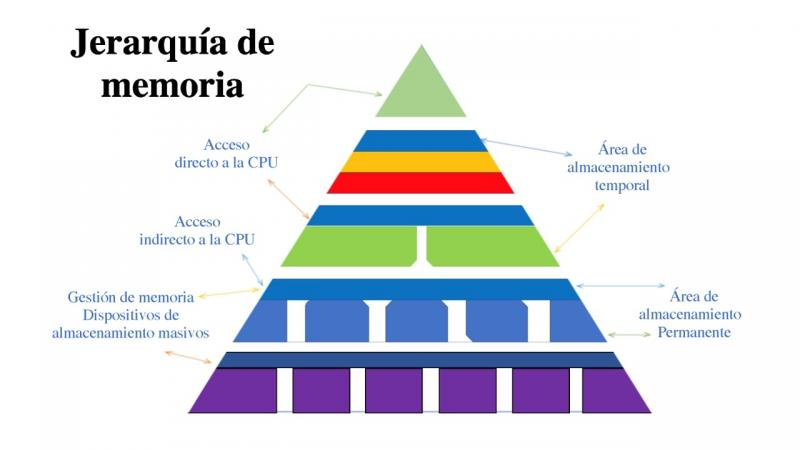 Jerarquía de
memoria
Acceso
directo a la CPU
Área de
almacenamiento
temporal
Acceso
indirecto a la CPU
Gestión de memoria
Dispositivos de
almacenamiento masivos
Área de
almacenamiento
Permanente